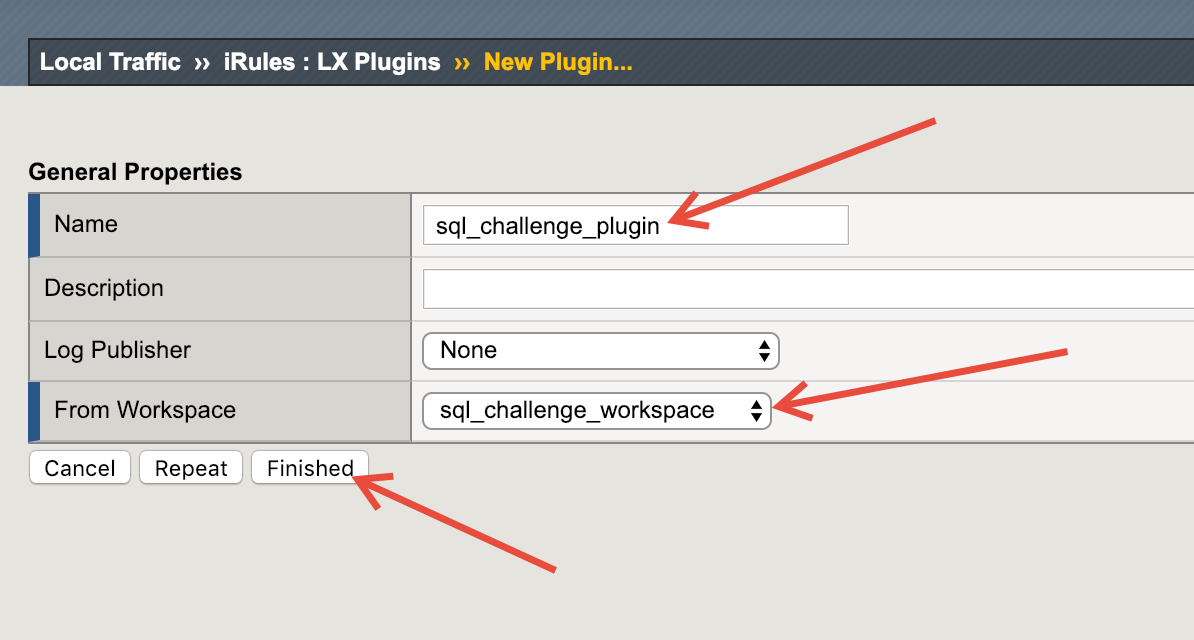 Local Traffic ›› iRules : LX Plugins ›› New Plugin...
General Properties
Name sql_challenge_plugin
Description
Log Publisher None
From Workspace sql_challenge_workspace
Cancel Repeat Finished